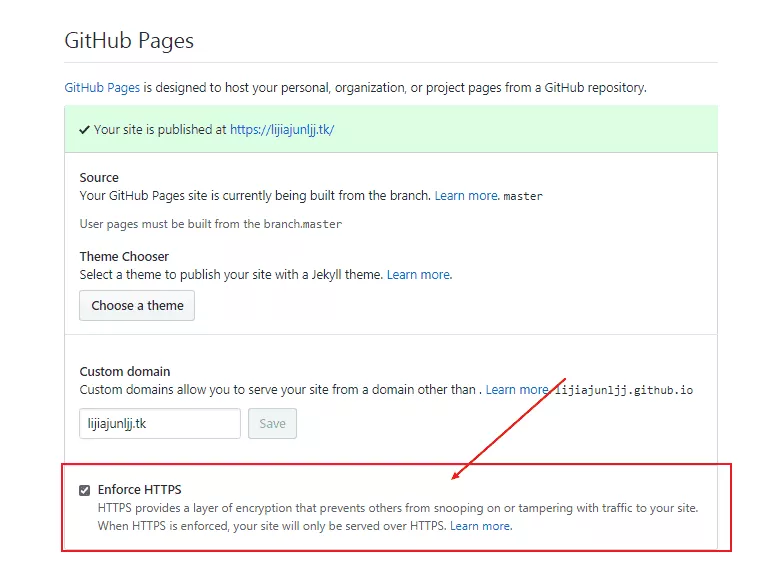 GitHub Pages
GitHub Pages is designed to host your personal, organization, or project pages from a GitHub repository.
Your site is published at https://lijiajunljj.tk/
Source
Your GitHub Pages site is currently being built from the branch. Learn more. master
User pages must be built from the branch.master
Theme Chooser
Select a theme to publish your site with a Jekyll theme. Learn more.
Choose a theme
Custom domain
Custom domains allow you to serve your site from a domain other than . Learn more. lijiajunljj.github.io
lijiajunljj.tk Save
Enforce HTTPS
HTTPS provides a layer of encryption that prevents others from snooping on or tampering with traffic to your site.
When HTTPS is enforced, your site will only be served over HTTPS. Learn more.